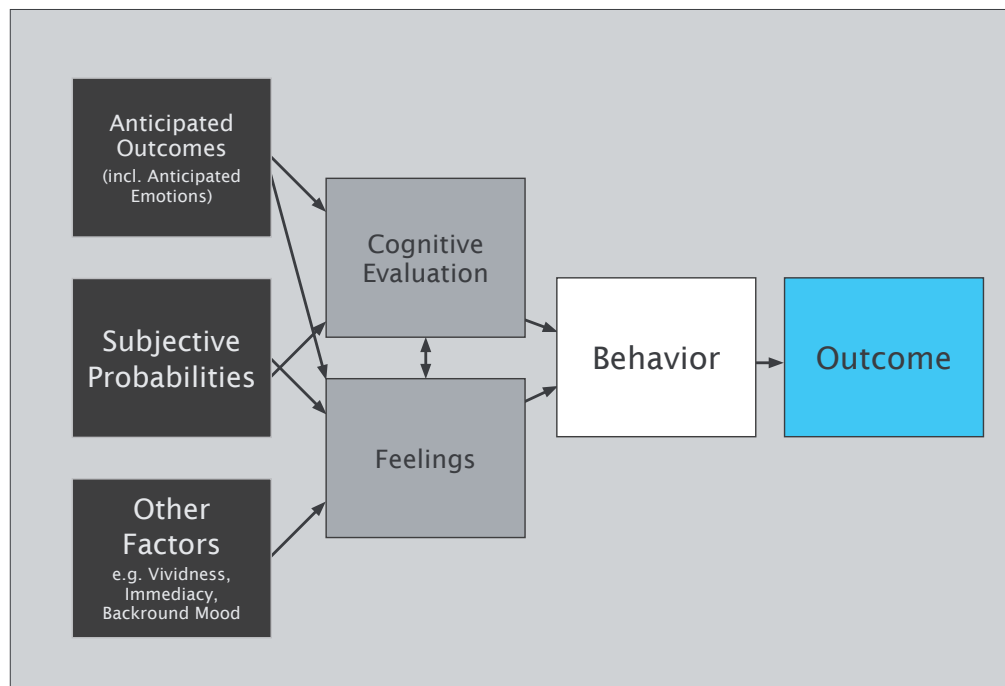 Anticipated
Outcomes
(incl. Anticipated
Emotions)
Subjective
Probabilities
Other
Factors
e.g. Vividness,
Immediacy,
Backround Mood
Cognitive
Evaluation
Feelings
Behavior
Outcome